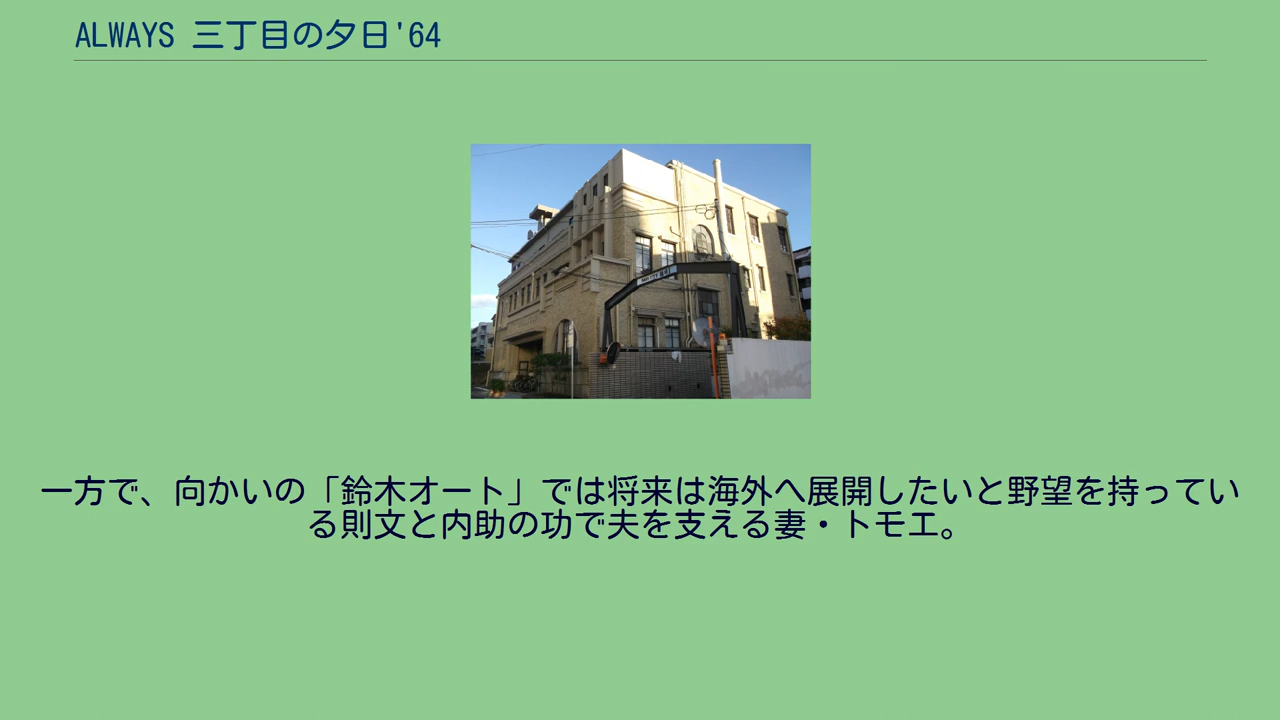 ALWAYS 三丁目の夕日'64
一方で、向かいの「鈴木オート」では将来は海外へ展開したいと野望を持ってい
る則文と内助の功で夫を支える妻・トモエ。